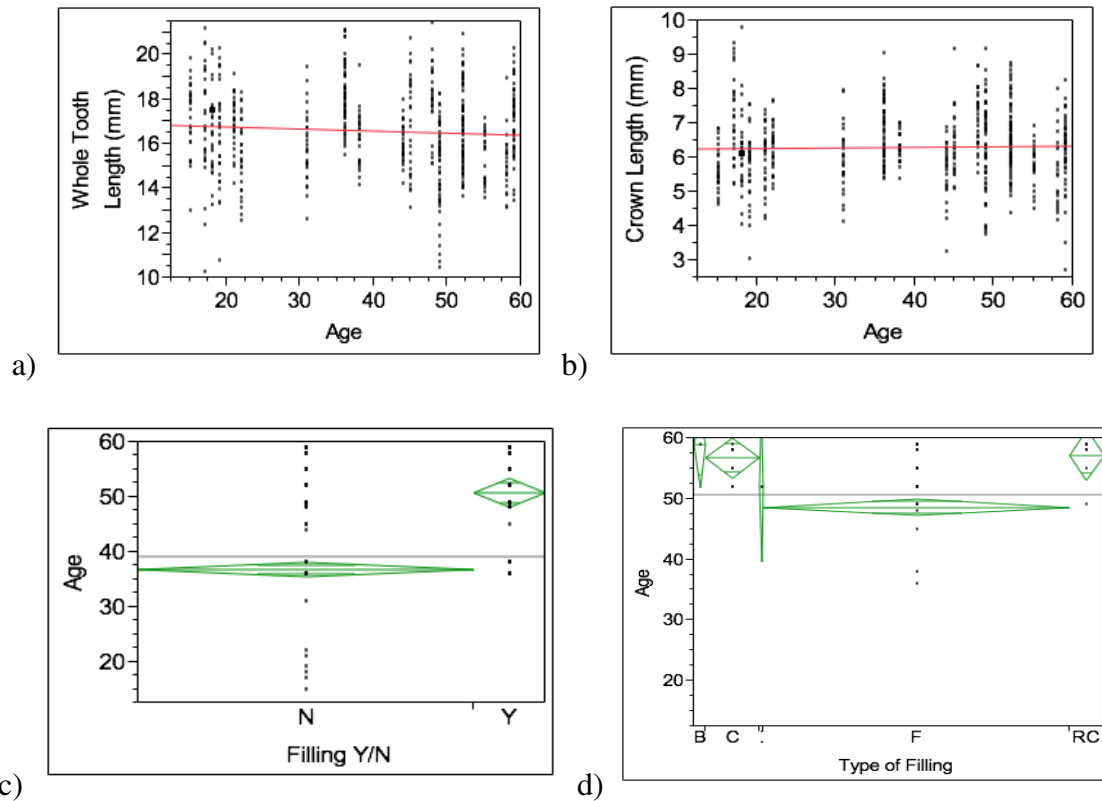 20
18
16
14
12
10
Whole Tooth
Length (mm)
20 30 40 50 60
Age
a)
10
9
8
7
6
5
4
3
Crown Length (mm)
20 30 40 50 60
Age
b)
60
50
40
30
20
Age
N Y
Filling Y/N
c)
60
50
40
30
20
Age
B C . F RC
Type of Filling
d)